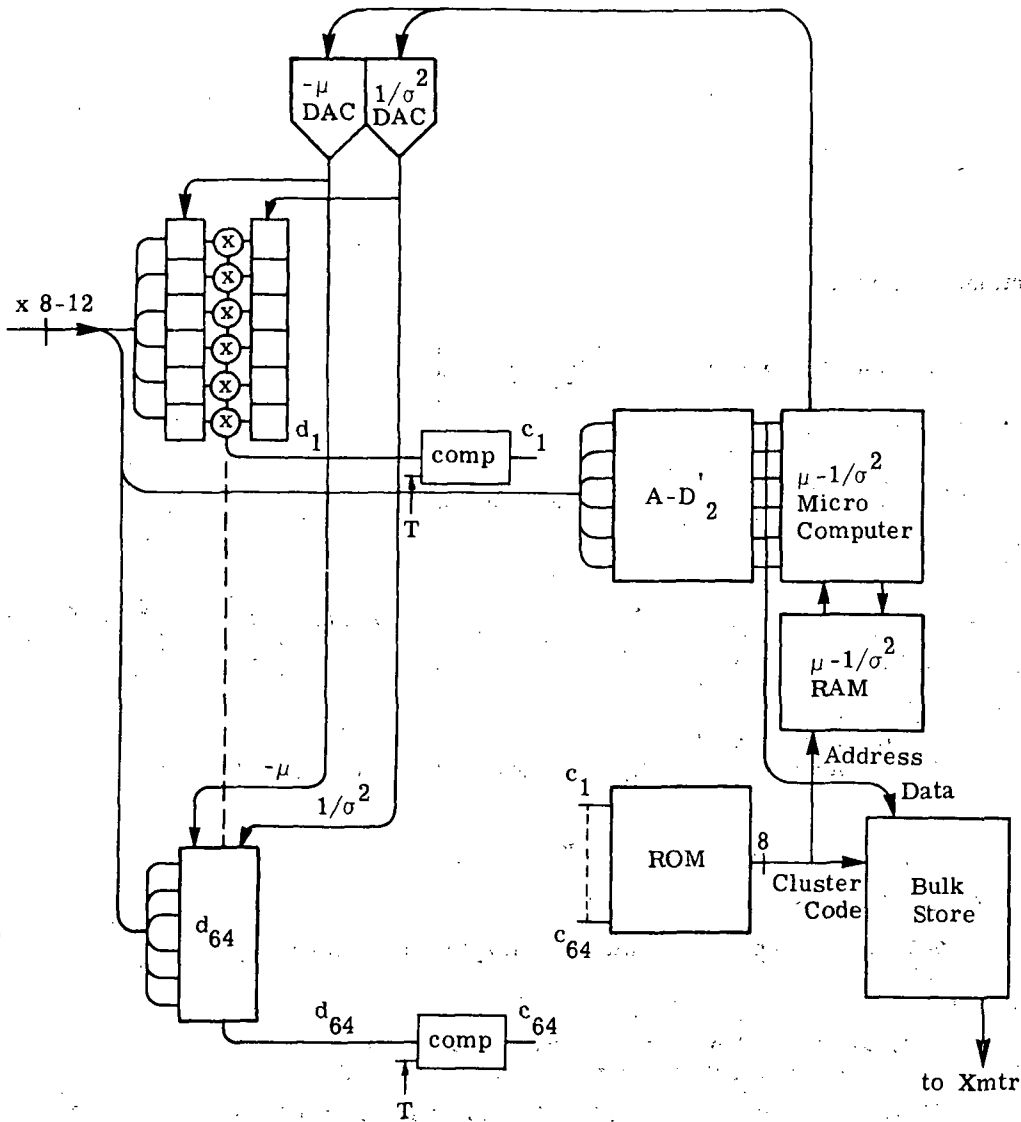 -μ
DAC
1/σ²
DAC
x 8-12
x
x
x
x
x
x
d₁
comp
c₁
T
A-D'₂
μ-1/σ²
Micro
Computer
μ-1/σ²
RAM
Address
Data
-μ
1/σ²
c₁
c₆₄
ROM
8
Cluster
Code
Bulk
Store
d₆₄
d₆₄
comp
c₆₄
T
to Xmtr